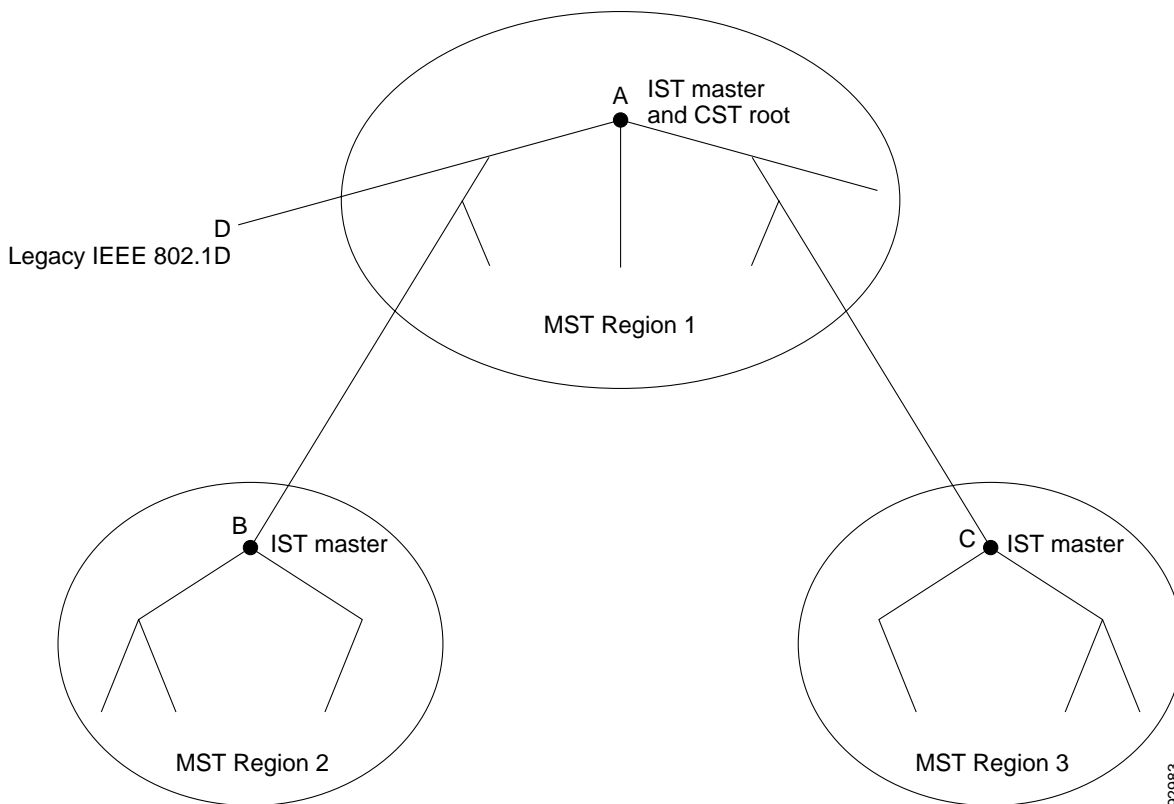 A
IST master
and CST root
D
Legacy IEEE 802.1D
MST Region 1
B
IST master
C
IST master
MST Region 2
MST Region 3